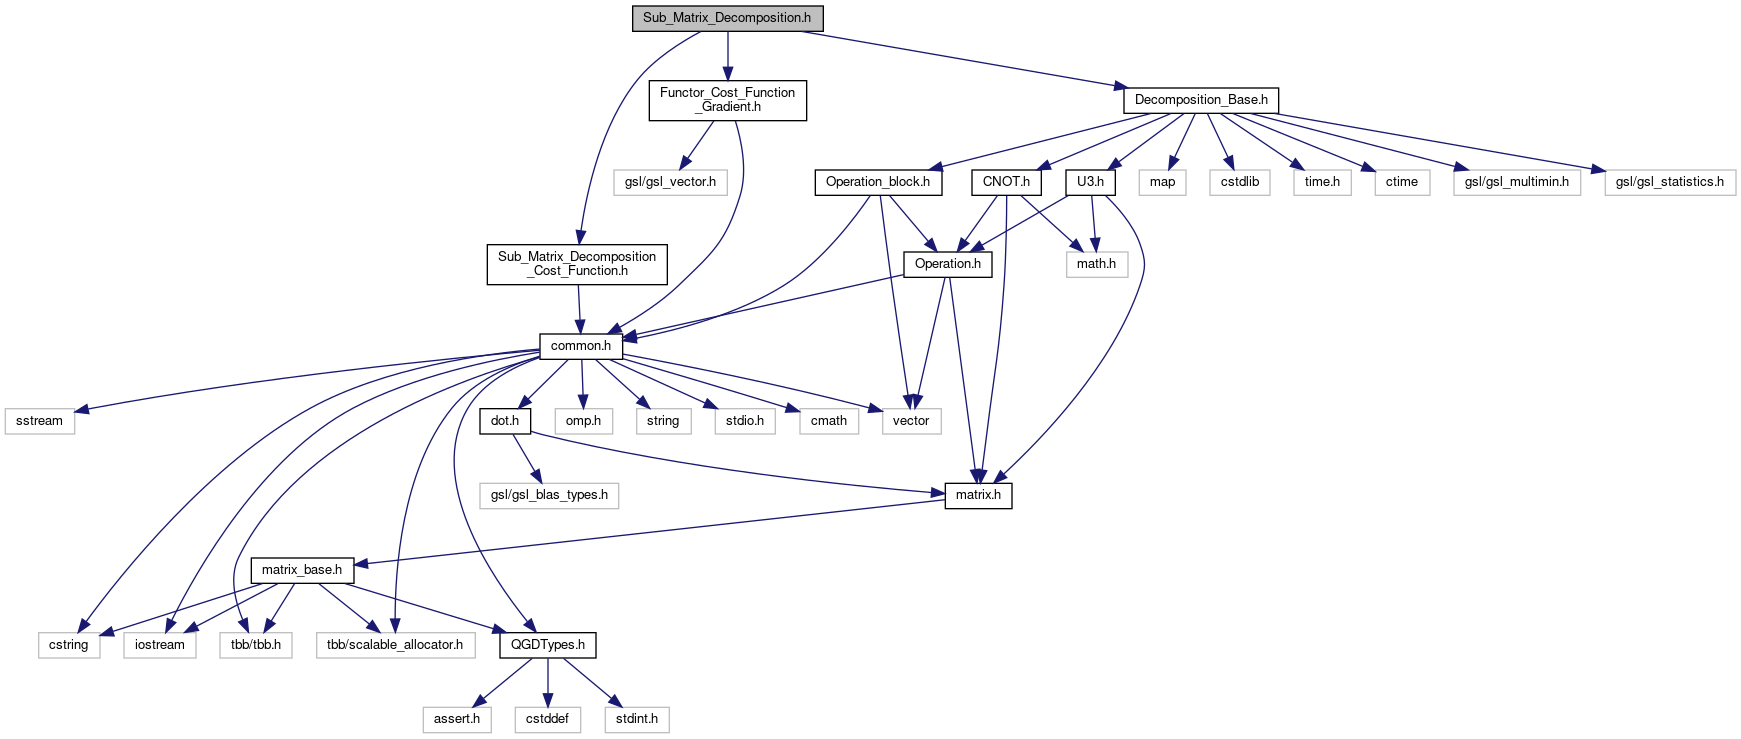 Sub_Matrix_Decomposition.h
Functor_Cost_Function
_Gradient.h
Decomposition_Base.h
gsl/gsl_vector.h
Operation_block.h
CNOT.h
U3.h
map
cstdlib
time.h
ctime
gsl/gsl_multimin.h
gsl/gsl_statistics.h
Sub_Matrix_Decomposition
_Cost_Function.h
Operation.h
math.h
common.h
sstream
dot.h
omp.h
string
stdio.h
cmath
vector
gsl/gsl_blas_types.h
matrix.h
matrix_base.h
cstring
iostream
tbb/tbb.h
tbb/scalable_allocator.h
QGDTypes.h
assert.h
cstddef
stdint.h